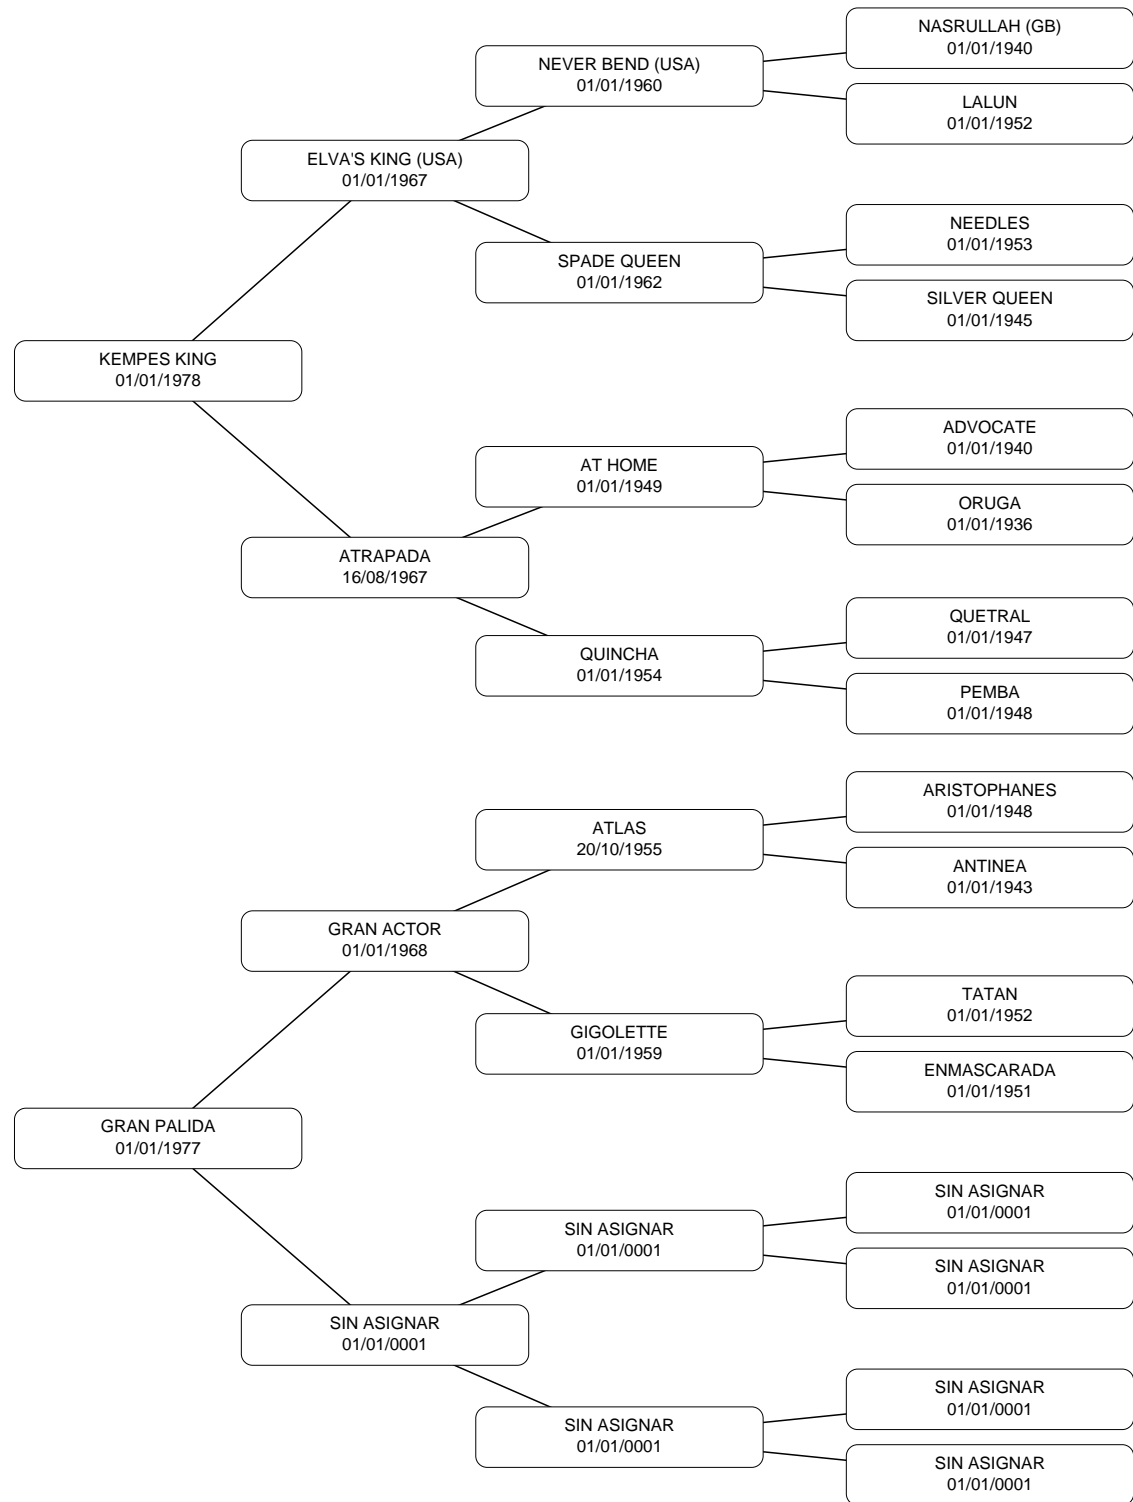 NASRULLAH (GB)
01/01/1940
NEVER BEND (USA)
01/01/1960
LALUN
01/01/1952
ELVA'S KING (USA)
01/01/1967
NEEDLES
01/01/1953
SPADE QUEEN
01/01/1962
SILVER QUEEN
01/01/1945
KEMPES KING
01/01/1978
ADVOCATE
01/01/1940
AT HOME
01/01/1949
ORUGA
01/01/1936
ATRAPADA
16/08/1967
QUETRAL
01/01/1947
QUINCHA
01/01/1954
PEMBA
01/01/1948
ARISTOPHANES
01/01/1948
ATLAS
20/10/1955
ANTINEA
01/01/1943
GRAN ACTOR
01/01/1968
TATAN
01/01/1952
GIGOLETTE
01/01/1959
ENMASCARADA
01/01/1951
GRAN PALIDA
01/01/1977
SIN ASIGNAR
01/01/0001
SIN ASIGNAR
01/01/0001
SIN ASIGNAR
01/01/0001
SIN ASIGNAR
01/01/0001
SIN ASIGNAR
01/01/0001
SIN ASIGNAR
01/01/0001
SIN ASIGNAR
01/01/0001